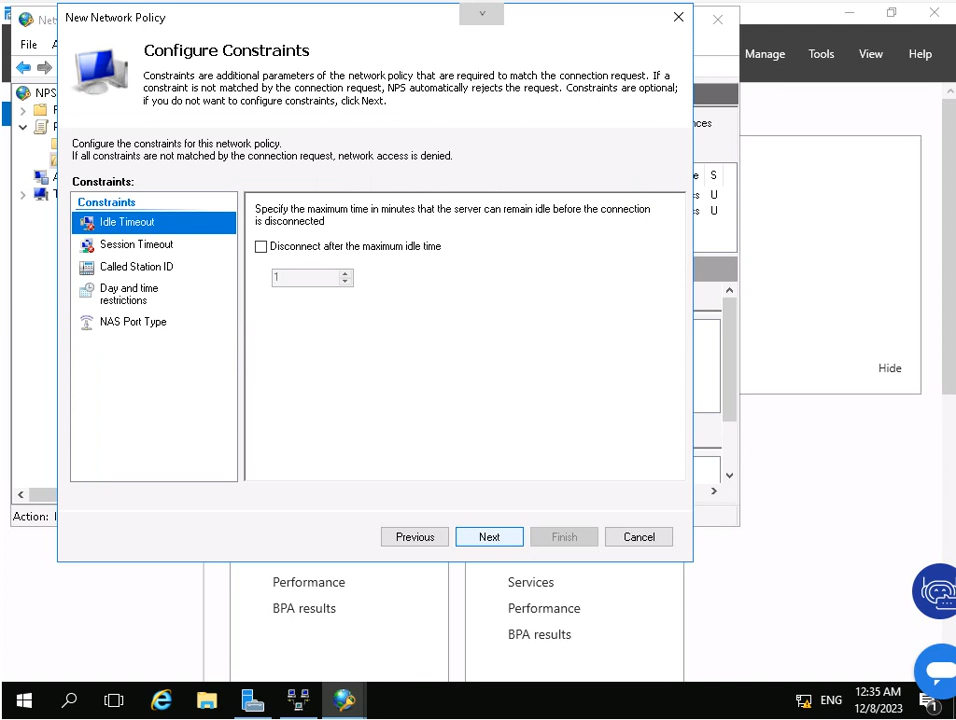 New Network Policy
Configure Constraints
Constraints are additional parameters of the network policy that are required to match the connection request. If a
constraint is not matched by the connection request, NPS automatically rejects the request. Constraints are optional;
if you do not want to configure constraints, click Next.
File
Manage
Tools
View
Help
NPS
Configure the constraints for this network policy.
If all constraints are not matched by the connection request, network access is denied.
Constraints:
Constraints
Idle Timeout
Session Timeout
Called Station ID
Day and time
restrictions
NAS Port Type
Specify the maximum time in minutes that the server can remain idle before the connection
is disconnected
Disconnect after the maximum idle time
1
S
U
U
Hide
Action:
Previous
Next
Finish
Cancel
Performance
BPA results
Services
Performance
BPA results
ENG
12:35 AM
12/8/2023
1